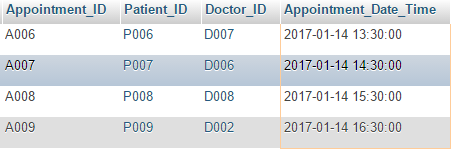 Appointment_ID Patient_ID Doctor_ID Appointment_Date_Time
A006 P006 D007 2017-01-14 13:30:00
A007 P007 D006 2017-01-14 14:30:00
A008 P008 D008 2017-01-14 15:30:00
A009 P009 D002 2017-01-14 16:30:00